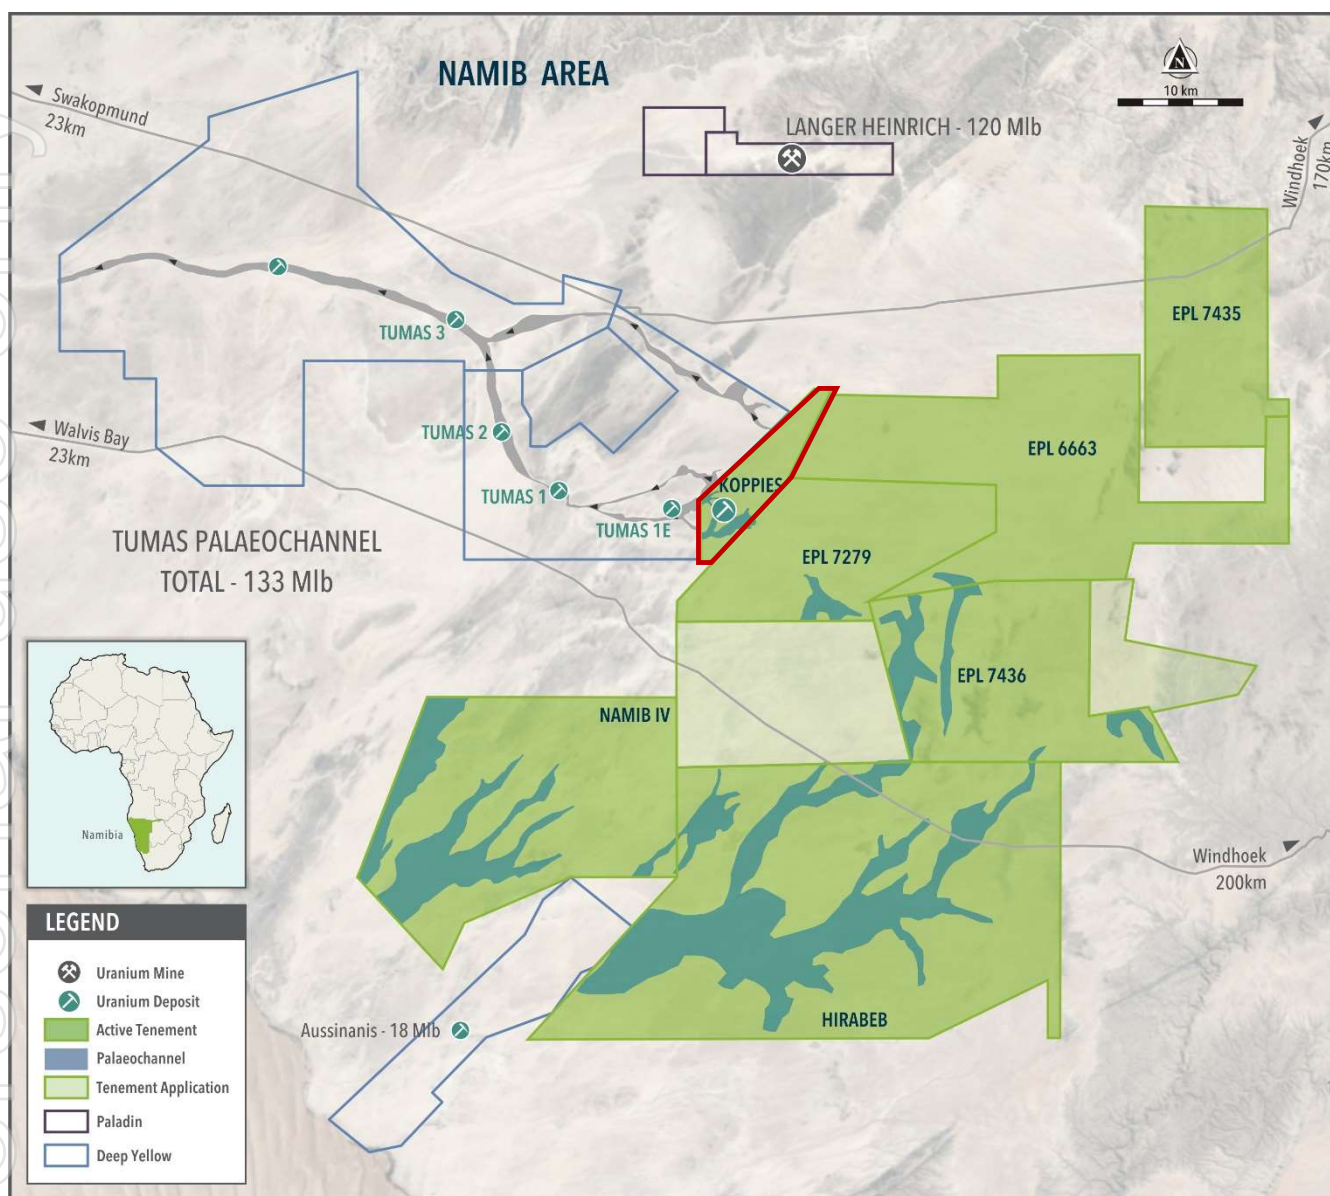 NAMIB AREA
N
10 km
Swakopmund
23km
LANGER HEINRICH - 120 Mlb
Windhoek
170km
EPL 7435
TUMAS 3
TUMAS 2
Walvis Bay
23km
EPL 6663
TUMAS 1
KOPPIES
TUMAS 1E
TUMAS PALAEOCHANNEL
TOTAL - 133 Mlb
EPL 7279
EPL 7436
NAMIB IV
Namibia
Windhoek
200km
HIRABEB
Aussinanis - 18 Mlb
LEGEND
Uranium Mine
Uranium Deposit
Active Tenement
Palaeochannel
Tenement Application
Paladin
Deep Yellow